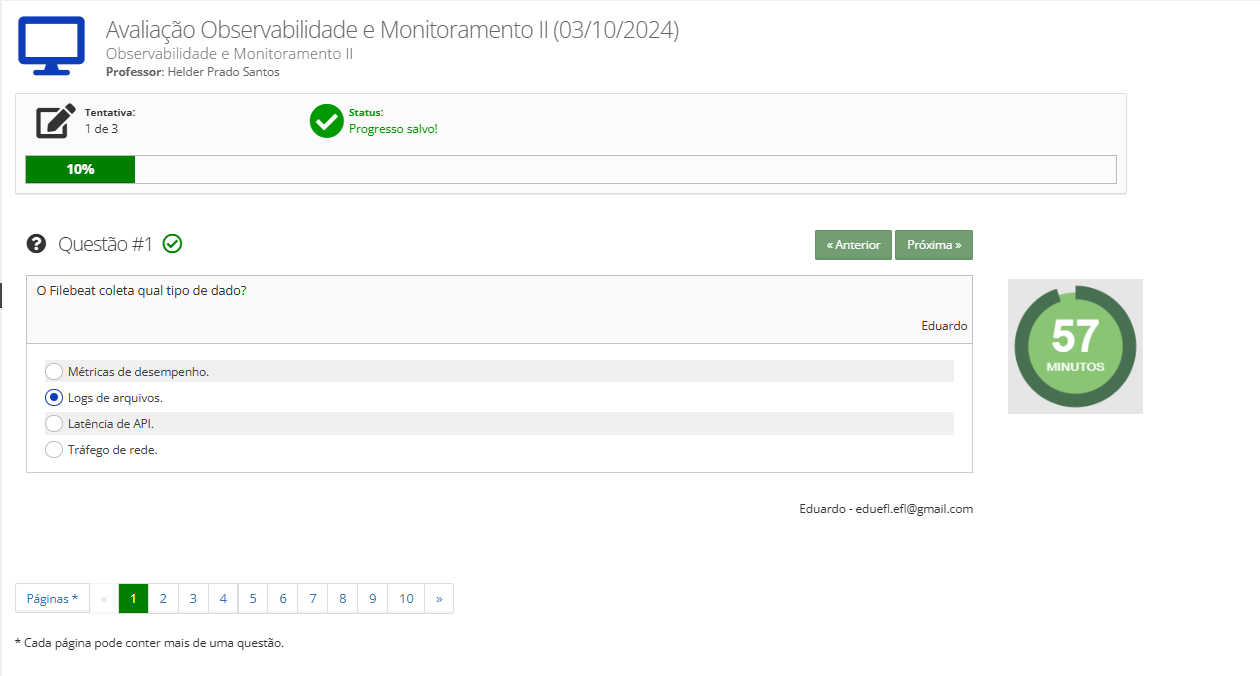 Avaliação Observabilidade e Monitoramento II (03/10/2024)
Observabilidade e Monitoramento II
Professor: Helder Prado Santos
Tentativa:
1 de 3
Status:
Progresso salvo!
10%
Questão #1
« Anterior
Próxima »
O Filebeat coleta qual tipo de dado?
Eduardo
Métricas de desempenho.
Logs de arquivos.
Latência de API.
Tráfego de rede.
57
MINUTOS
Eduardo - eduefl.efl@gmail.com
Páginas * « 1 2 3 4 5 6 7 8 9 10 »
* Cada página pode conter mais de uma questão.